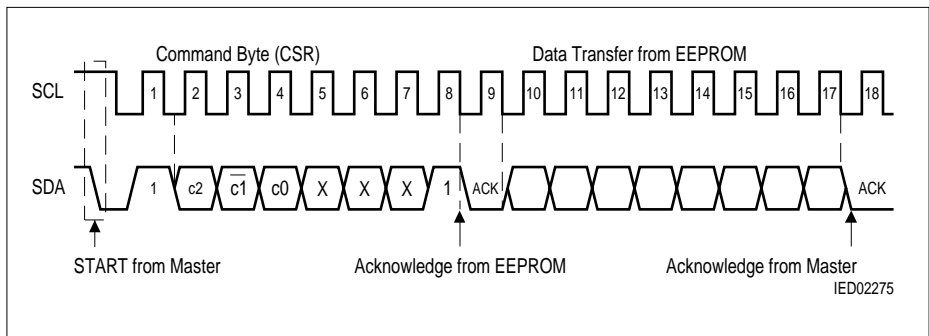 Command Byte (CSR) Data Transfer from EEPROM
SCL 1 2 3 4 5 6 7 8 9 10 11 12 13 14 15 16 17 18
SDA 1 c2 c̅1̅ c0 X X X 1 ACK ACK
START from Master Acknowledge from EEPROM Acknowledge from Master
IED02275